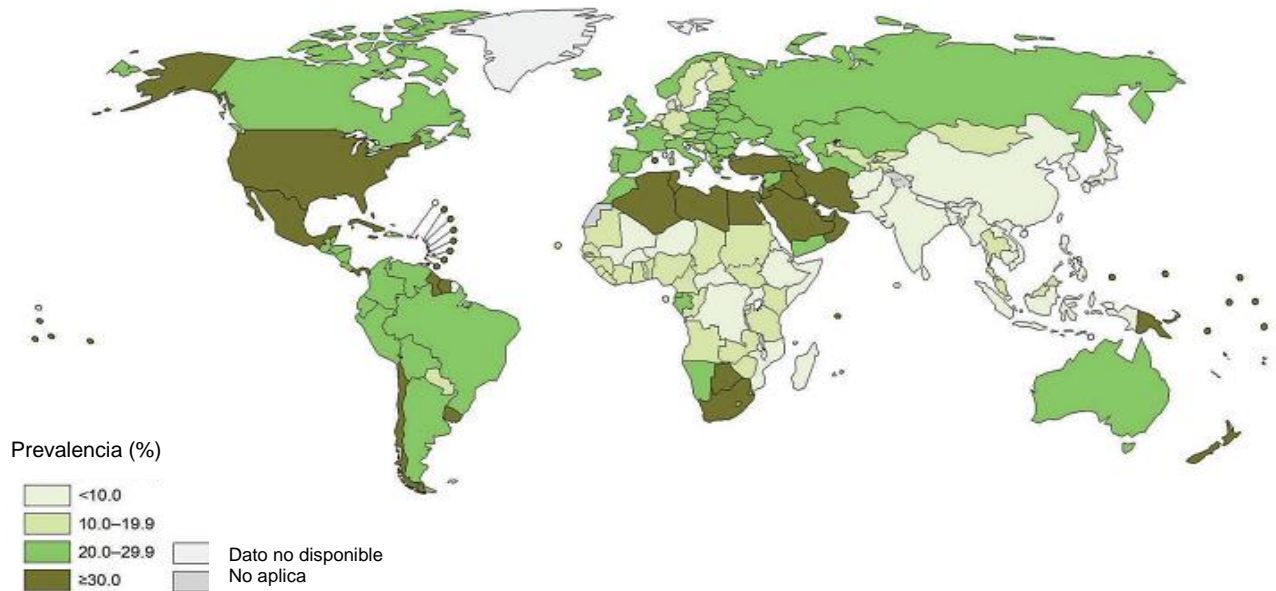 Prevalencia (%)
<10.0
10.0–19.9
20.0–29.9
≥30.0
Dato no disponible
No aplica